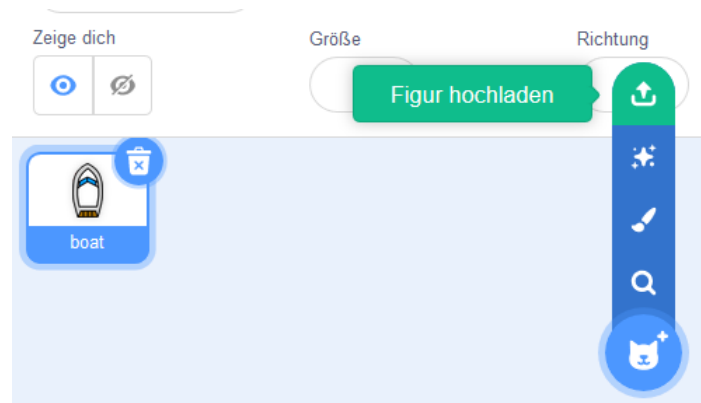 Zeige dich
Größe
Richtung
Figur hochladen
boat